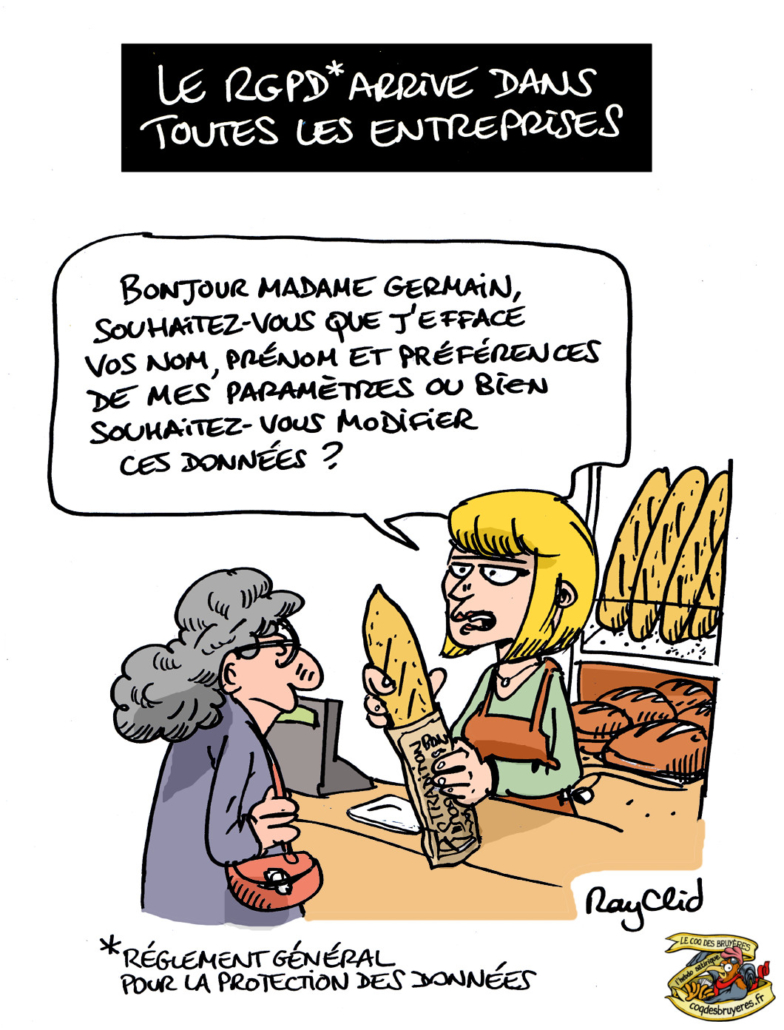 LE RGPD* ARRIVE DANS
TOUTES LES ENTREPRISES
BONJOUR MADAME GERMAIN,
SOUHAITEZ-VOUS QUE J'EFFACE
VOS NOM, PRÉNOM ET PRÉFÉRENCES
DE MES PARAMÈTRES OU BIEN
SOUHAITEZ-VOUS MODIFIER
CES DONNÉES ?
RayClid
*RÉGLEMENT GÉNÉRAL
POUR LA PROTECTION DES DONNÉES
LE COQ DES BRUYÈRES
l'hebdo satirique
coqdesbruyeres.fr